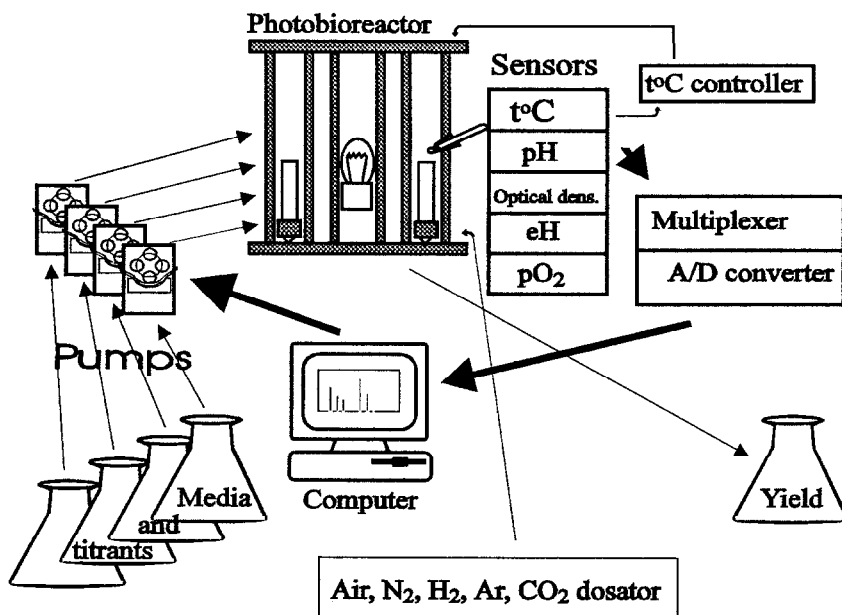 Photobioreactor
Sensors
t°C controller
t°C
pH
Optical dens.
eH
pO₂
Multiplexer
A/D converter
Pumps
Computer
Media
and
titrants
Yield
Air, N₂, H₂, Ar, CO₂ dosator